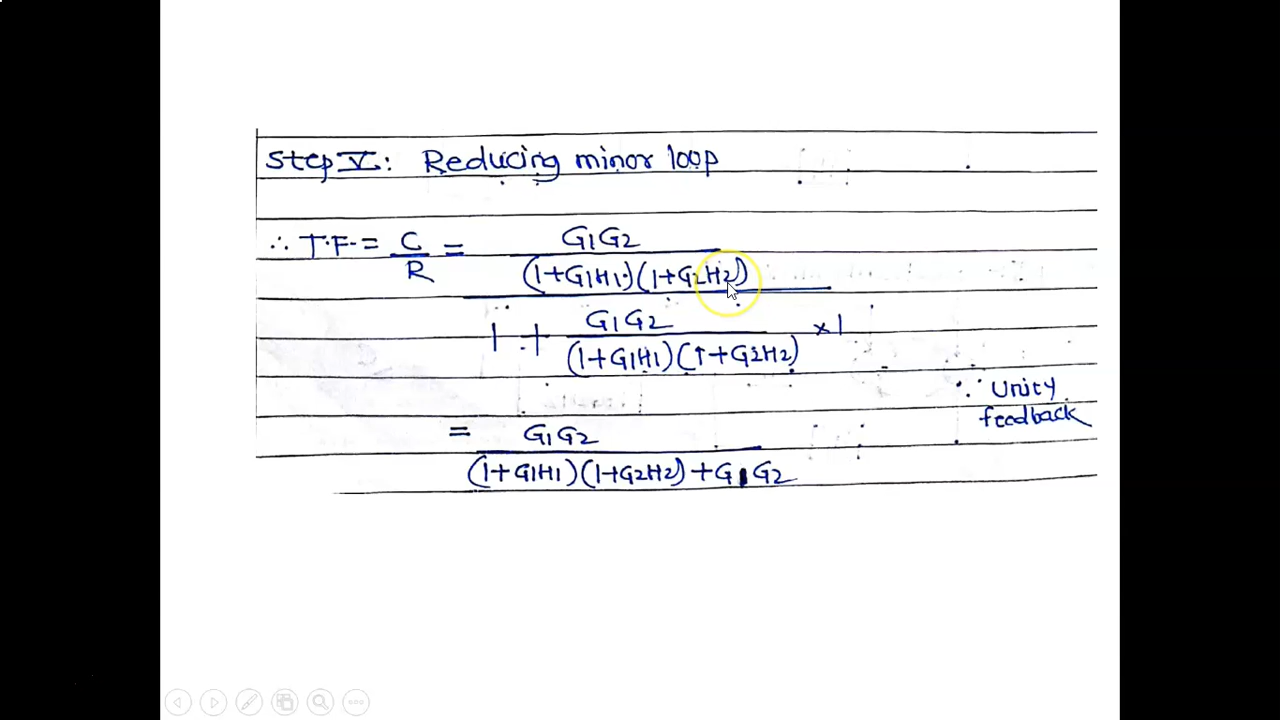 Step V: Reducing minor loop
∴ T.F. = C/R = G1G2
(1+G1H1)(1+G2H2)
1 + G1G2 × 1
(1+G1H1)(1+G2H2)
∵ Unity
feedback
= G1G2
(1+G1H1)(1+G2H2)+G1G2